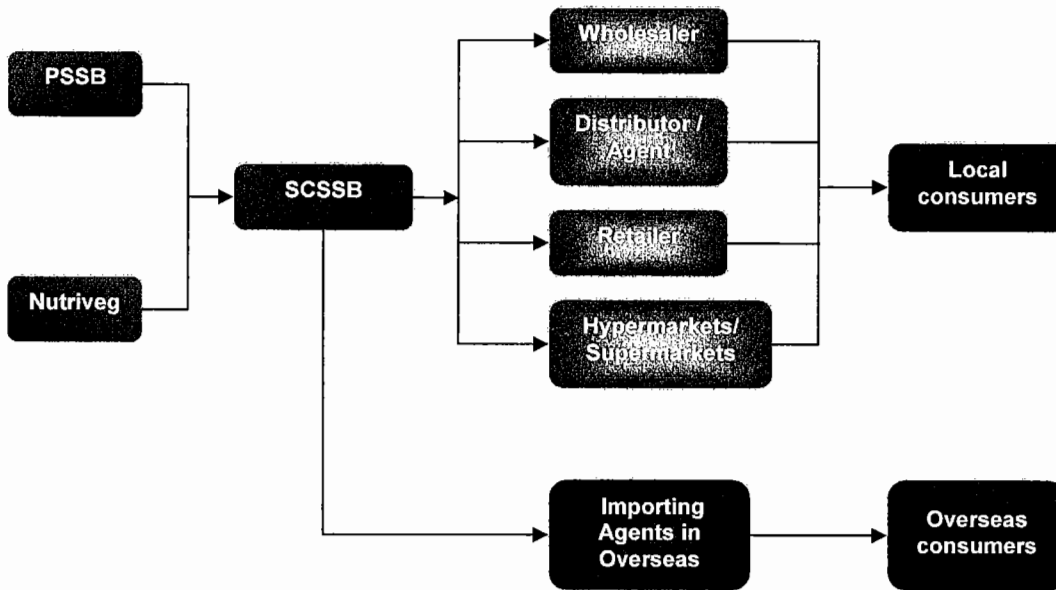 PSSB
Nutriveg
SCSSB
Wholesaler
Distributor /
Agent
Retailer
Hypermarkets/
Supermarkets
Local
consumers
Importing
Agents in
Overseas
Overseas
consumers